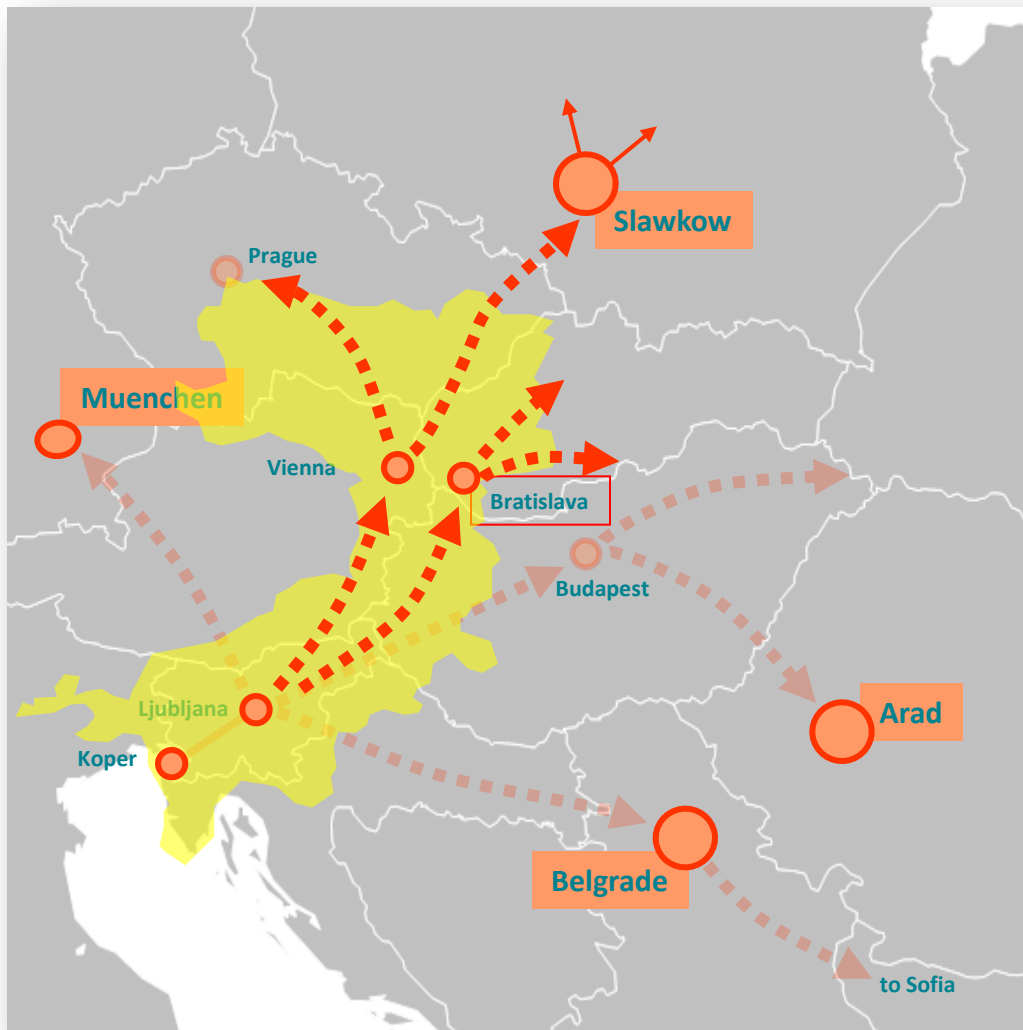 Slawkow
Prague
Muenchen
Vienna
Bratislava
Budapest
Ljubljana
Arad
Koper
Belgrade
to Sofia